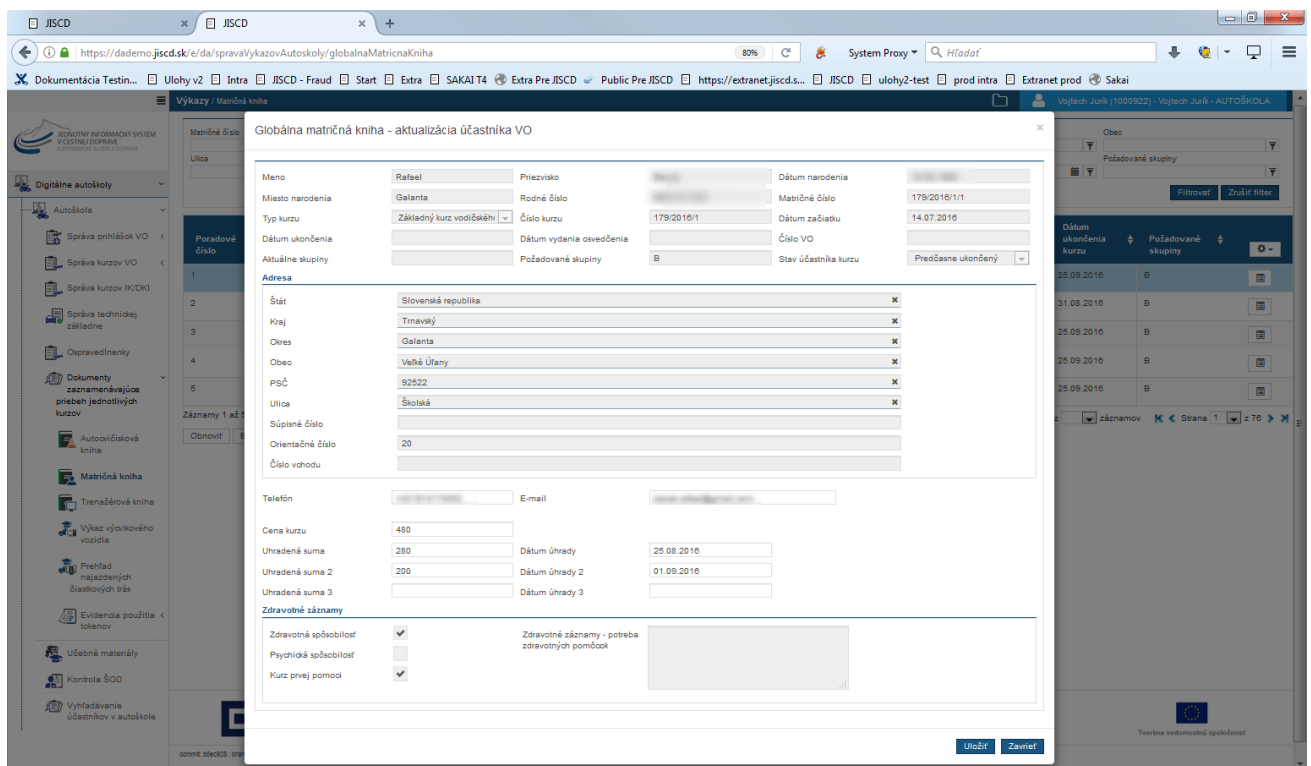 JISCD
JISCD
https://dademo.jiscd.sk/e/da/spravaVykazovAutoskoly/globalnaMatricnaKniha
80%
System Proxy
Hľadať
Dokumentácia Testin...
Ulohy v2
Intra
JISCD - Fraud
Start
Extra
SAKAI T4
Extra Pre JISCD
Public Pre JISCD
https://extranet.jiscd.s...
JISCD
ulohy2-test
prod intra
Extranet prod
Sakai
Výkazy / Matričná kniha
Vojtech Jurík (1000922) - Vojtech Jurík - AUTOŠKOLA
JEDNOTNÝ INFORMAČNÝ SYSTÉM
V CESTNEJ DOPRAVE
ELEKTRONICKÉ SLUŽBY V DOPRAVE
Digitálne autoškoly
Autoškola
Správa prihlášok VO
Správa kurzov VO
Správa kurzov IK/DKI
Správa technickej
základne
Ospravedlnenky
Dokumenty
zaznamenávajúce
priebeh jednotlivých
kurzov
Autocvičisková
kniha
Matričná kniha
Trenažérová kniha
Výkaz výcvikového
vozidla
Prehľad
najazdených
čiastkových trás
Evidencia použitia
tokenov
Učebné materiály
Kontrola ŠOD
Vyhľadávanie
účastníkov v autoškole
Matričné číslo
Ulica
Obec
Požadované skupiny
Filtrovať
Zrušiť filter
Poradové
číslo
Dátum
ukončenia
kurzu
Požadované
skupiny
1
25.09.2016
B
2
31.08.2016
B
3
25.09.2016
B
4
25.09.2016
B
5
25.09.2016
B
Záznamy 1 až
Obnoviť
záznamov
Strana 1
z 76
Globálna matričná kniha - aktualizácia účastníka VO
Meno
Rafael
Priezvisko
Dátum narodenia
Miesto narodenia
Galanta
Rodné číslo
Matričné číslo
179/2016/1/1
Typ kurzu
Základný kurz vodičskéh
Číslo kurzu
179/2016/1
Dátum začiatku
14.07.2016
Dátum ukončenia
Dátum vydania osvedčenia
Číslo VO
Aktuálne skupiny
Požadované skupiny
B
Stav účastníka kurzu
Predčasne ukončený
Adresa
Štát
Slovenská republika
Kraj
Trnavský
Okres
Galanta
Obec
Veľké Úľany
PSČ
92522
Ulica
Školská
Súpisné číslo
Orientačné číslo
20
Číslo vchodu
Telefón
E-mail
Cena kurzu
480
Uhradená suma
280
Dátum úhrady
25.08.2016
Uhradená suma 2
200
Dátum úhrady 2
01.09.2016
Uhradená suma 3
Dátum úhrady 3
Zdravotné záznamy
Zdravotná spôsobilosť
Psychická spôsobilosť
Kurz prvej pomoci
Zdravotné záznamy - potreba
zdravotných pomôcok
Uložiť
Zavrieť
Tvoríme vedomostnú spoločnosť